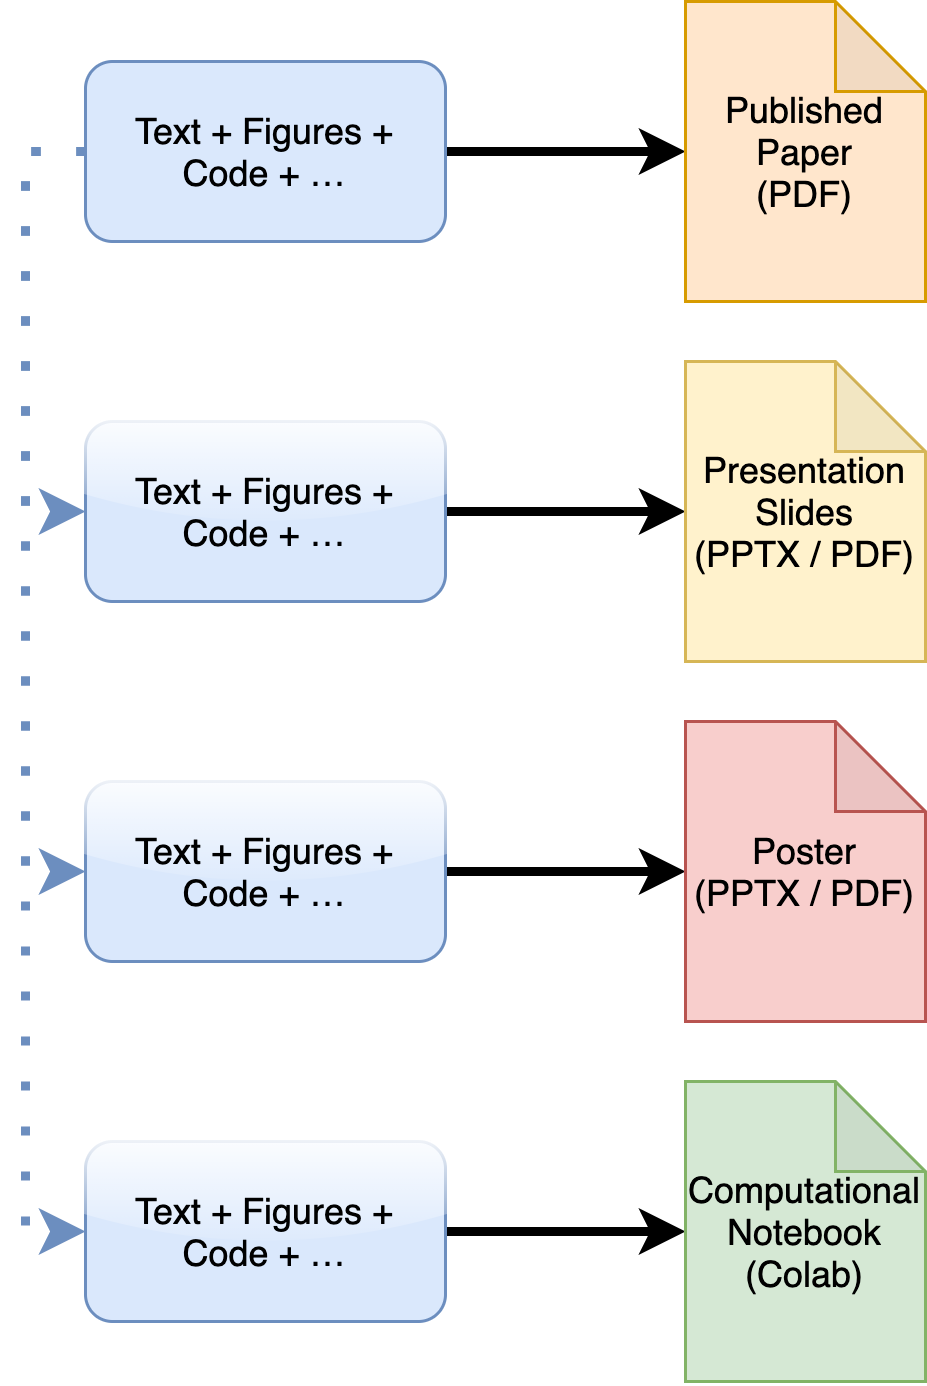 Text + Figures +
Code + …
Published
Paper
(PDF)
Text + Figures +
Code + …
Presentation
Slides
(PPTX / PDF)
Text + Figures +
Code + …
Poster
(PPTX / PDF)
Text + Figures +
Code + …
Computational
Notebook
(Colab)